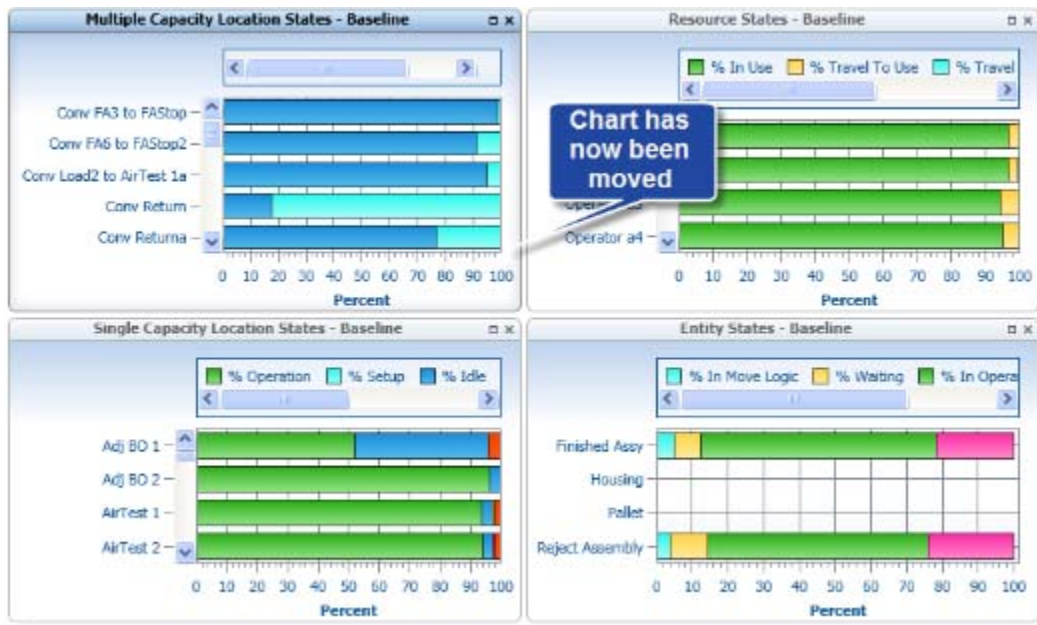 Multiple Capacity Location States - Baseline
Conv FA3 to FAStop
Conv FA6 to FAStop2
Conv Load2 to AirTest 1a
Conv Return
Conv Returna
0 10 20 30 40 50 60 70 80 90 100
Percent
Resource States - Baseline
% In Use % Travel To Use % Travel
Chart has
now been
moved
Operator a4
0 10 20 30 40 50 60 70 80 90 100
Percent
Single Capacity Location States - Baseline
% Operation % Setup % Idle
Adj BO 1
Adj BO 2
AirTest 1
AirTest 2
0 10 20 30 40 50 60 70 80 90 100
Percent
Entity States - Baseline
% In Move Logic % Waiting % In Opera
Finished Assy
Housing
Pallet
Reject Assembly
0 10 20 30 40 50 60 70 80 90 100
Percent